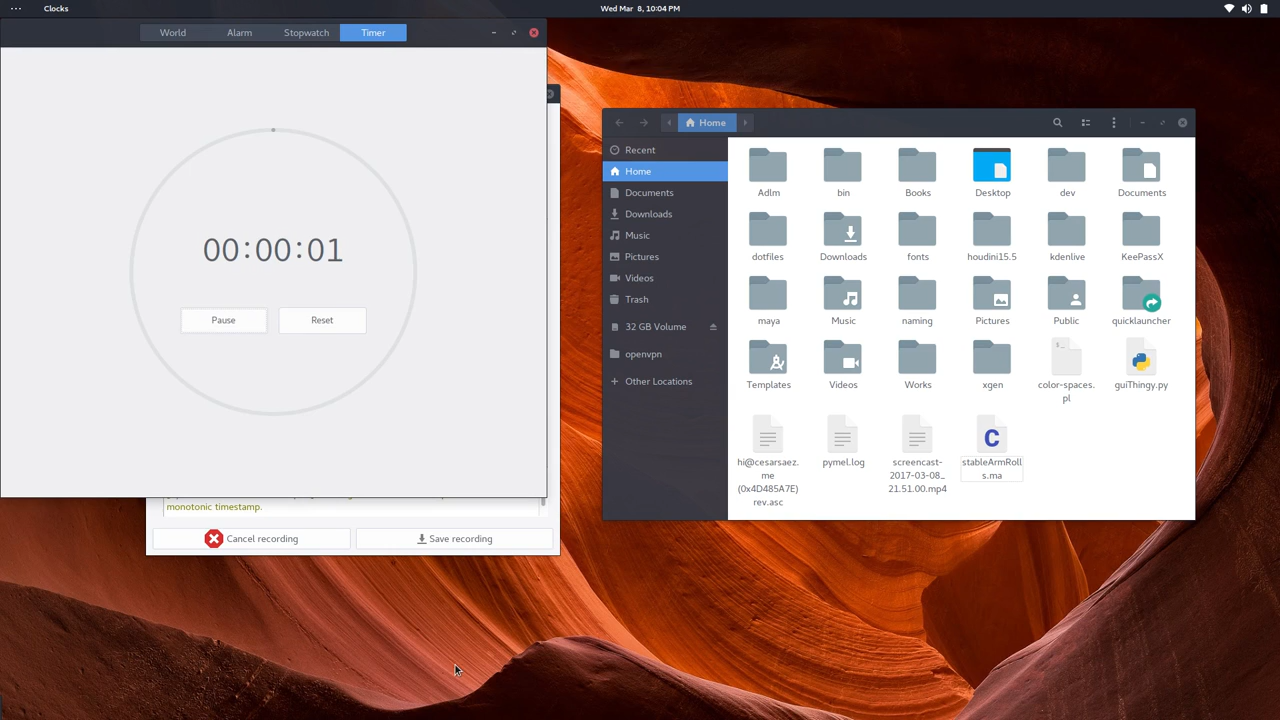 Clocks
Wed Mar 8, 10:04 PM
World
Alarm
Stopwatch
Timer
00:00:01
Pause
Reset
monotonic timestamp.
Cancel recording
Save recording
Home
Recent
Home
Documents
Downloads
Music
Pictures
Videos
Trash
32 GB Volume
openvpn
Other Locations
Adlm
bin
Books
Desktop
dev
Documents
dotfiles
Downloads
fonts
houdini15.5
kdenlive
KeePassX
maya
Music
naming
Pictures
Public
quicklauncher
Templates
Videos
Works
xgen
color-spaces.
pl
guiThingy.py
hi@cesarsaez.
me
(0x4D485A7E)
rev.asc
pymel.log
screencast-
2017-03-08_
21.51.00.mp4
C
stableArmRoll
s.ma